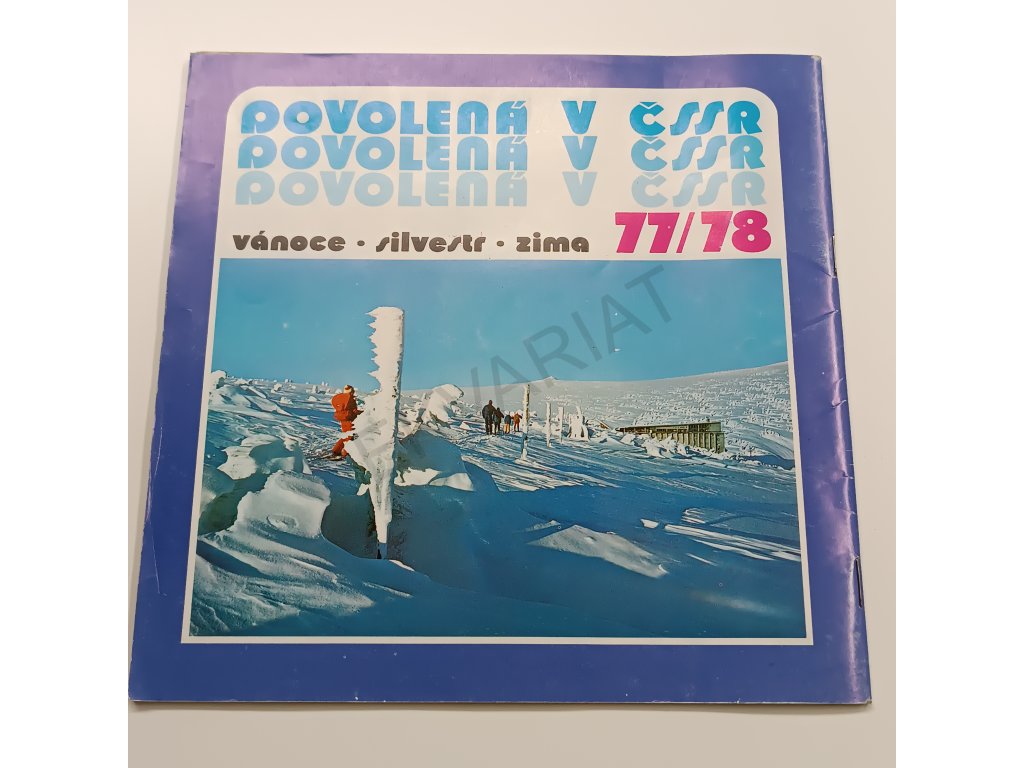 DOVOLENÁ V ČSSR
DOVOLENÁ V ČSSR
DOVOLENÁ V ČSSR
77/78
vánoce • silvestr • zima